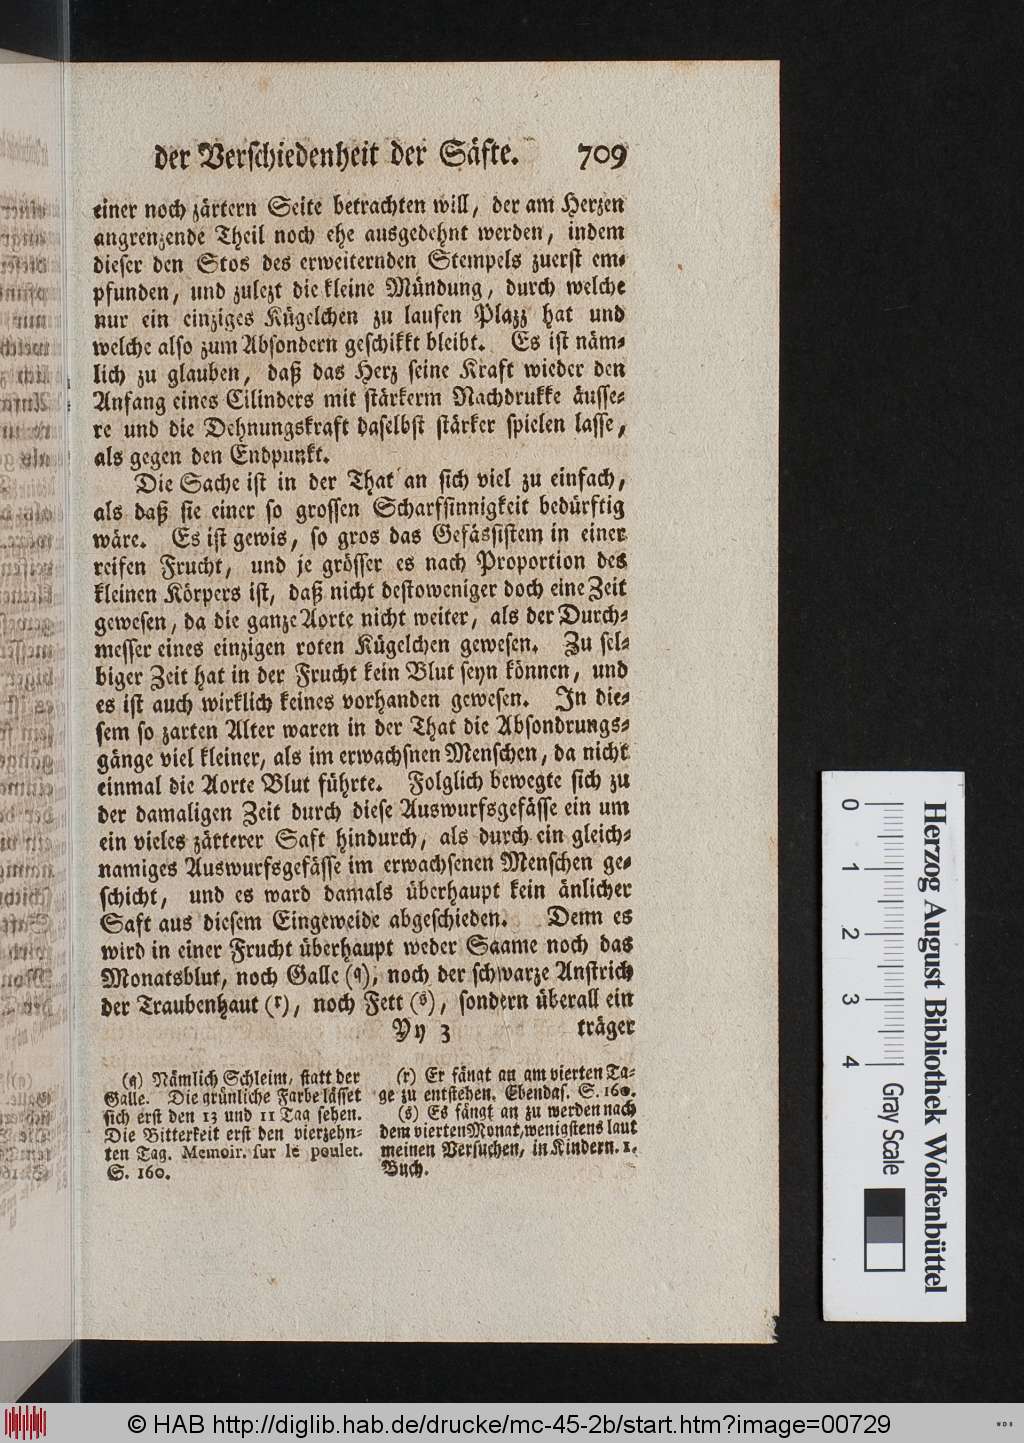 der Verschiedenheit der Säfte. 709
einer noch zärtern Seite betrachten will, der am Herzen
angrenzende Theil noch ehe ausgedehnt werden, indem
dieser den Stos des erweiternden Stempels zuerst em-
pfunden, und zulezt die kleine Mündung, durch welche
nur ein einziges Kügelchen zu laufen Plazz hat und
welche also zum Absondern geschikkt bleibt. Es ist näm-
lich zu glauben, daß das Herz seine Kraft wieder den
Anfang eines Cilinders mit stärkerm Nachdrukke äusse-
re und die Dehnungskraft daselbst stärker spielen lasse,
als gegen den Endpunkt.
Die Sache ist in der That an sich viel zu einfach,
als daß sie einer so grossen Scharfsinnigkeit bedürftig
wäre. Es ist gewis, so gros das Gefässistem in einer
reifen Frucht, und je grösser es nach Proportion des
kleinen Körpers ist, daß nicht destoweniger doch eine Zeit
gewesen, da die ganze Aorte nicht weiter, als der Durch-
messer eines einzigen roten Kügelchen gewesen. Zu sel-
biger Zeit hat in der Frucht kein Blut seyn können, und
es ist auch wirklich keines vorhanden gewesen. In die-
sem so zarten Alter waren in der That die Absondrungs-
gänge viel kleiner, als im erwachsnen Menschen, da nicht
einmal die Aorte Blut führte. Folglich bewegte sich zu
der damaligen Zeit durch diese Auswurfsgefässe ein um
ein vieles zärterer Saft hindurch, als durch ein gleich-
namiges Auswurfsgefässe im erwachsenen Menschen ge-
schicht, und es ward damals überhaupt kein änlicher
Saft aus diesem Eingeweide abgeschieden. Denn es
wird in einer Frucht überhaupt weder Saame noch das
Monatsblut, noch Galle (q), noch der schwarze Anstrich
der Traubenhaut (r), noch Fett (s), sondern überall ein
Yy 3 träger
(q) Nämlich Schleim, statt der
Galle. Die grünliche Farbe lässet
sich erst den 13 und 11 Tag sehen.
Die Bitterkeit erst den vierzehn-
ten Tag. Memoir. sur le poulet.
S. 160.
(r) Er fängt an am vierten Ta-
ge zu entstehen. Ebendas. S. 160.
(s) Es fängt an zu werden nach
dem vierten Monat, wenigstens laut
meinen Versuchen, in Kindern. 1.
Buch.
Herzog August Bibliothek Wolfenbüttel
0 1 2 3 4 Gray Scale
© HAB http://diglib.hab.de/drucke/mc-45-2b/start.htm?image=00729